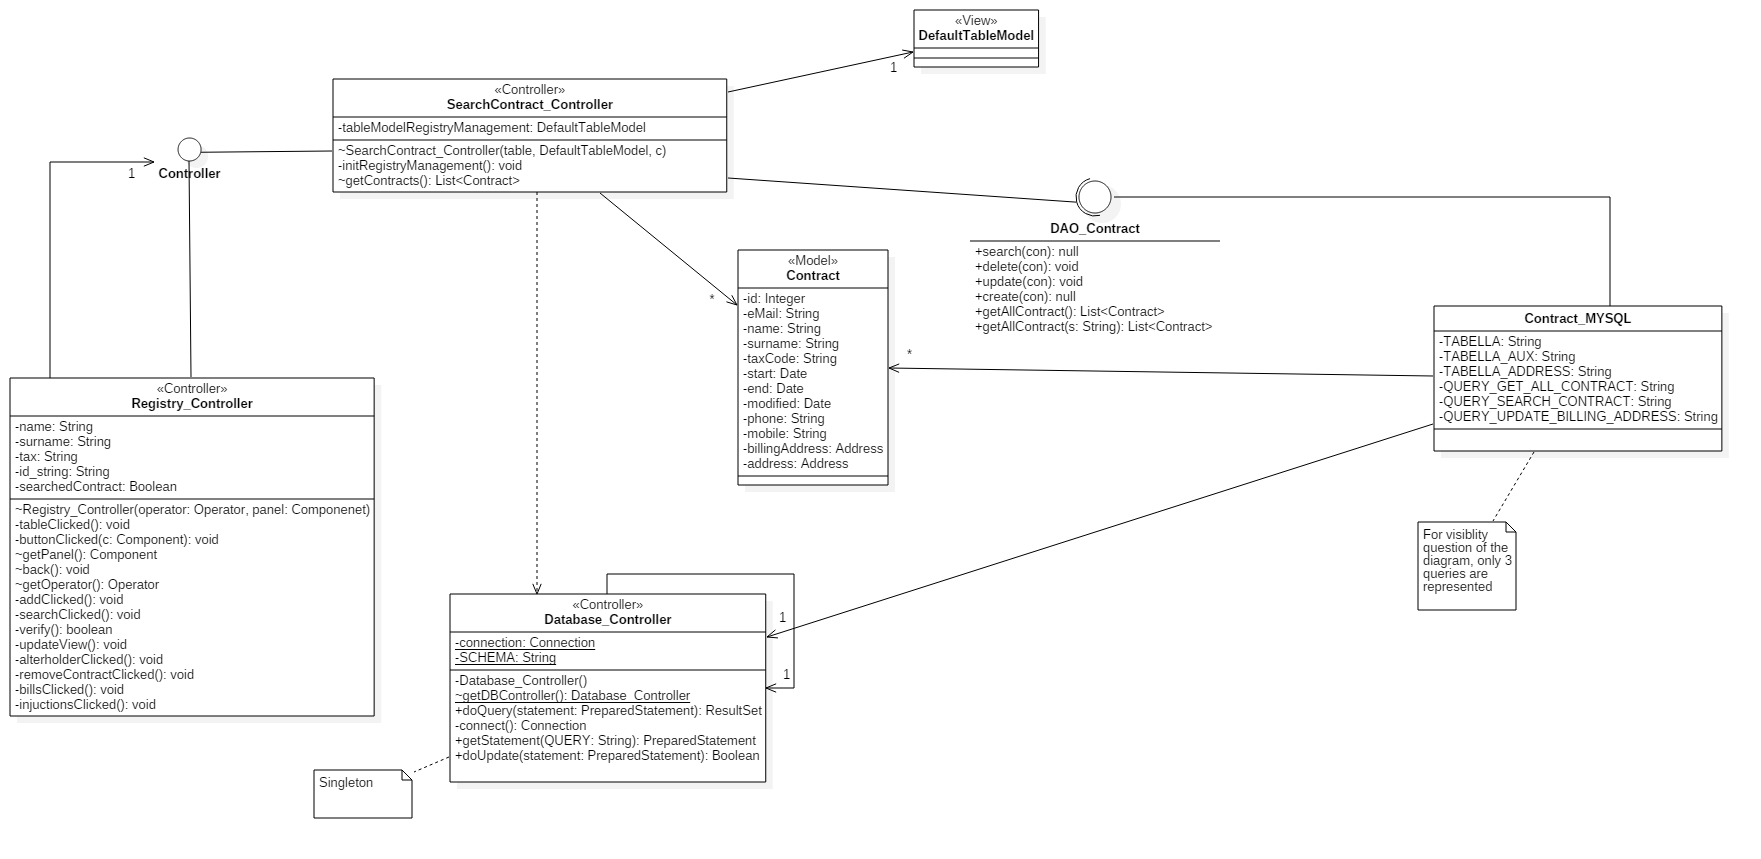 «View»
DefaultTableModel
1
«Controller»
SearchContract_Controller
-tableModelRegistryManagement: DefaultTableModel
~SearchContract_Controller(table, DefaultTableModel, c)
-initRegistryManagement(): void
~getContracts(): List<Contract>
Controller
1
DAO_Contract
+search(con): null
+delete(con): void
+update(con): void
+create(con): null
+getAllContract(): List<Contract>
+getAllContract(s: String): List<Contract>
«Model»
Contract
-id: Integer
-eMail: String
-name: String
-surname: String
-taxCode: String
-start: Date
-end: Date
-modified: Date
-phone: String
-mobile: String
-billingAddress: Address
-address: Address
*
*
Contract_MYSQL
-TABELLA: String
-TABELLA_AUX: String
-TABELLA_ADDRESS: String
-QUERY_GET_ALL_CONTRACT: String
-QUERY_SEARCH_CONTRACT: String
-QUERY_UPDATE_BILLING_ADDRESS: String
«Controller»
Registry_Controller
-name: String
-surname: String
-tax: String
-id_string: String
-searchedContract: Boolean
~Registry_Controller(operator: Operator, panel: Componenet)
-tableClicked(): void
-buttonClicked(c: Component): void
~getPanel(): Component
~back(): void
~getOperator(): Operator
-addClicked(): void
-searchClicked(): void
-verify(): boolean
-updateView(): void
-alterholderClicked(): void
-removeContractClicked(): void
-billsClicked(): void
-injuctionsClicked(): void
For visiblity
question of the
diagram, only 3
queries are
represented
«Controller»
Database_Controller
-connection: Connection
-SCHEMA: String
-Database_Controller()
~getDBController(): Database_Controller
+doQuery(statement: PreparedStatement): ResultSet
-connect(): Connection
+getStatement(QUERY: String): PreparedStatement
+doUpdate(statement: PreparedStatement): Boolean
1
1
Singleton